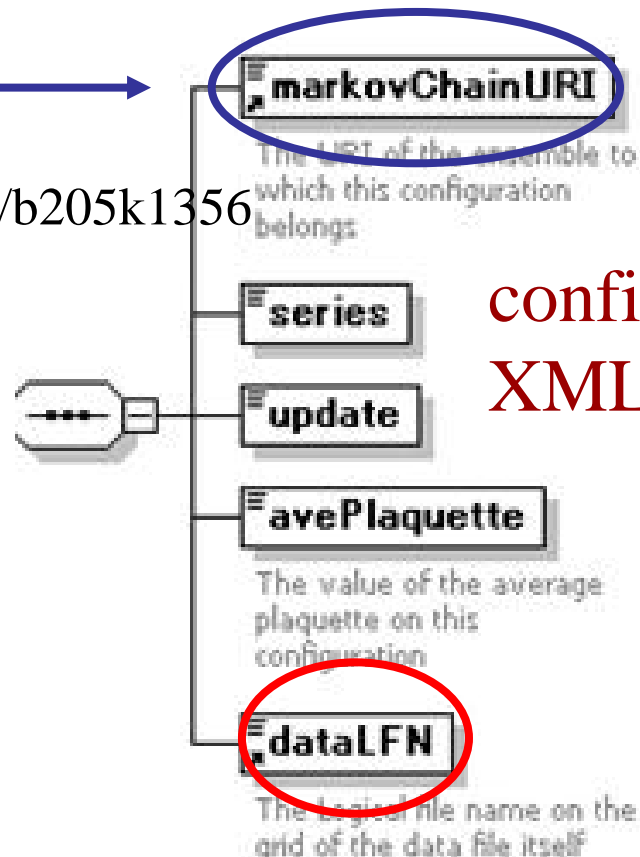 markovChainURI
The URI of the ensemble to
which this configuration
belongs
/b205k1356
series
confi
XML
update
avePlaquette
The value of the average
plaquette on this
configuration
dataLFN
The Logical file name on the
grid of the data file itself